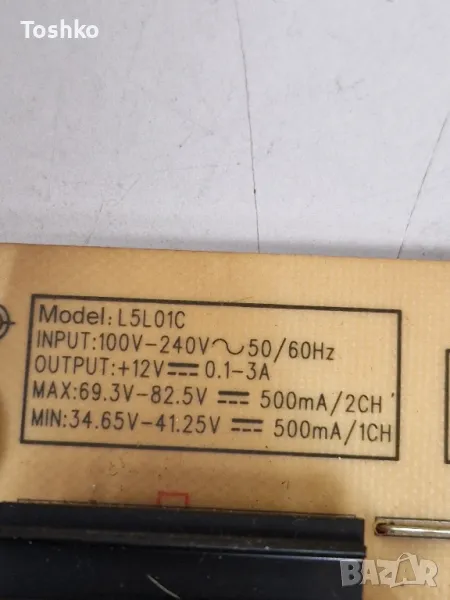 Toshko
Model: L5L01C
INPUT:100V-240V∿50/60Hz
OUTPUT:+12V⎓0.1-3A
MAX:69.3V-82.5V ⎓ 500mA/2CH
MIN:34.65V-41.25V ⎓ 500mA/1CH
BAZAR